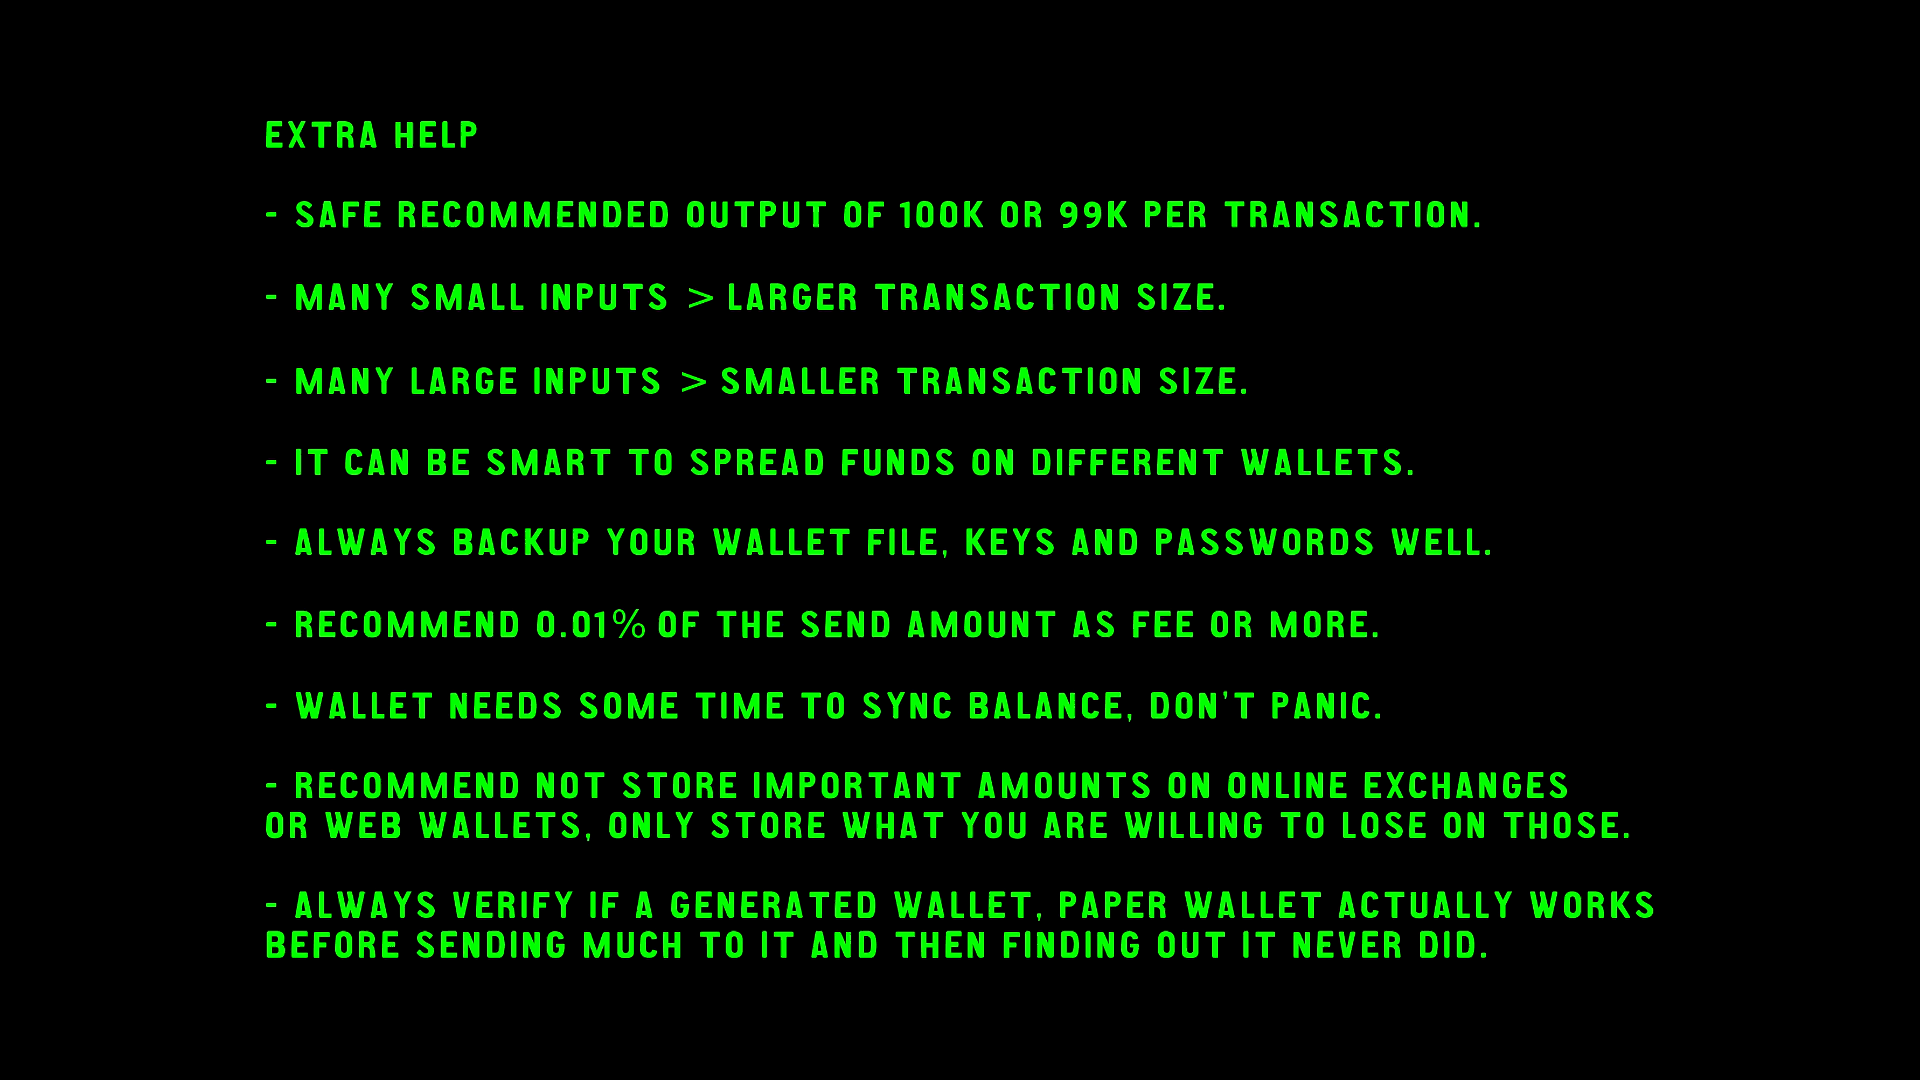 EXTRA HELP
- SAFE RECOMMENDED OUTPUT OF 100K OR 99K PER TRANSACTION.
- MANY SMALL INPUTS > LARGER TRANSACTION SIZE.
- MANY LARGE INPUTS > SMALLER TRANSACTION SIZE.
- IT CAN BE SMART TO SPREAD FUNDS ON DIFFERENT WALLETS.
- ALWAYS BACKUP YOUR WALLET FILE, KEYS AND PASSWORDS WELL.
- RECOMMEND 0.01% OF THE SEND AMOUNT AS FEE OR MORE.
- WALLET NEEDS SOME TIME TO SYNC BALANCE, DON'T PANIC.
- RECOMMEND NOT STORE IMPORTANT AMOUNTS ON ONLINE EXCHANGES
OR WEB WALLETS, ONLY STORE WHAT YOU ARE WILLING TO LOSE ON THOSE.
- ALWAYS VERIFY IF A GENERATED WALLET, PAPER WALLET ACTUALLY WORKS
BEFORE SENDING MUCH TO IT AND THEN FINDING OUT IT NEVER DID.